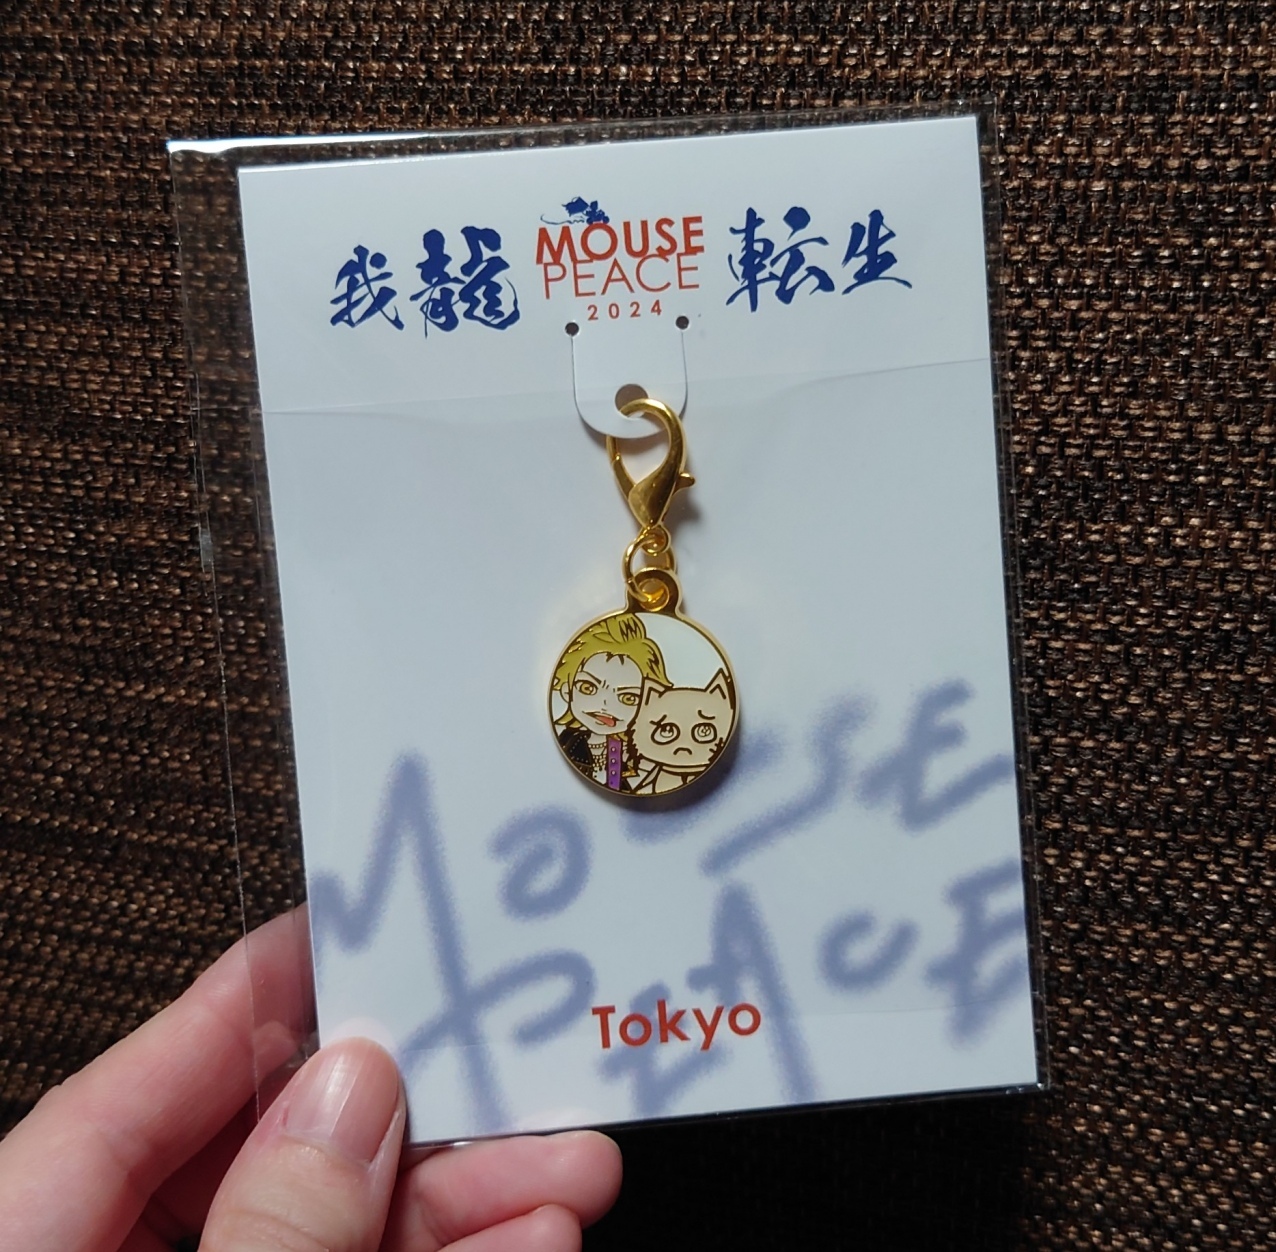 我龍 MOUSE PEACE 2024 転生
MOUSE
PEACE
Tokyo